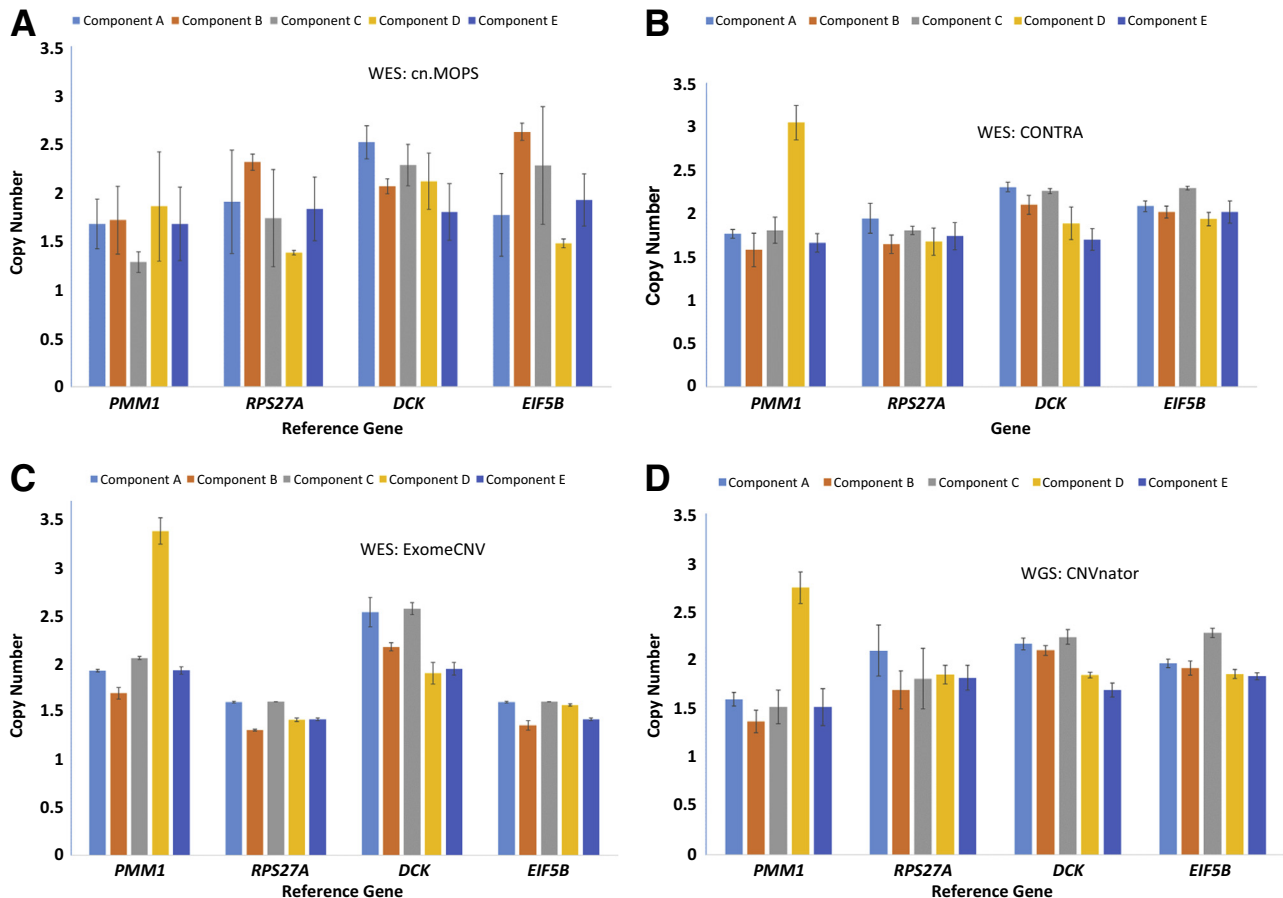 A
Component A Component B Component C Component D Component E
3.5
3
2.5
2
1.5
1
0.5
0
Copy Number
WES: cn.MOPS
PMM1 RPS27A DCK EIF5B
Reference Gene
B
Component A Component B Component C Component D Component E
3.5
3
2.5
2
1.5
1
0.5
0
Copy Number
WES: CONTRA
PMM1 RPS27A DCK EIF5B
Gene
C
Component A Component B Component C Component D Component E
3.5
3
2.5
2
1.5
1
0.5
0
Copy Number
WES: ExomeCNV
PMM1 RPS27A DCK EIF5B
Reference Gene
D
Component A Component B Component C Component D Component E
3.5
3
2.5
2
1.5
1
0.5
0
Copy Number
WGS: CNVnator
PMM1 RPS27A DCK EIF5B
Reference Gene